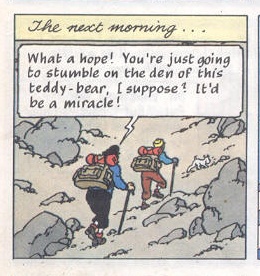 The next morning...
What a hope! You're just going
to stumble on the den of this
teddy-bear, I suppose? It'd
be a miracle!